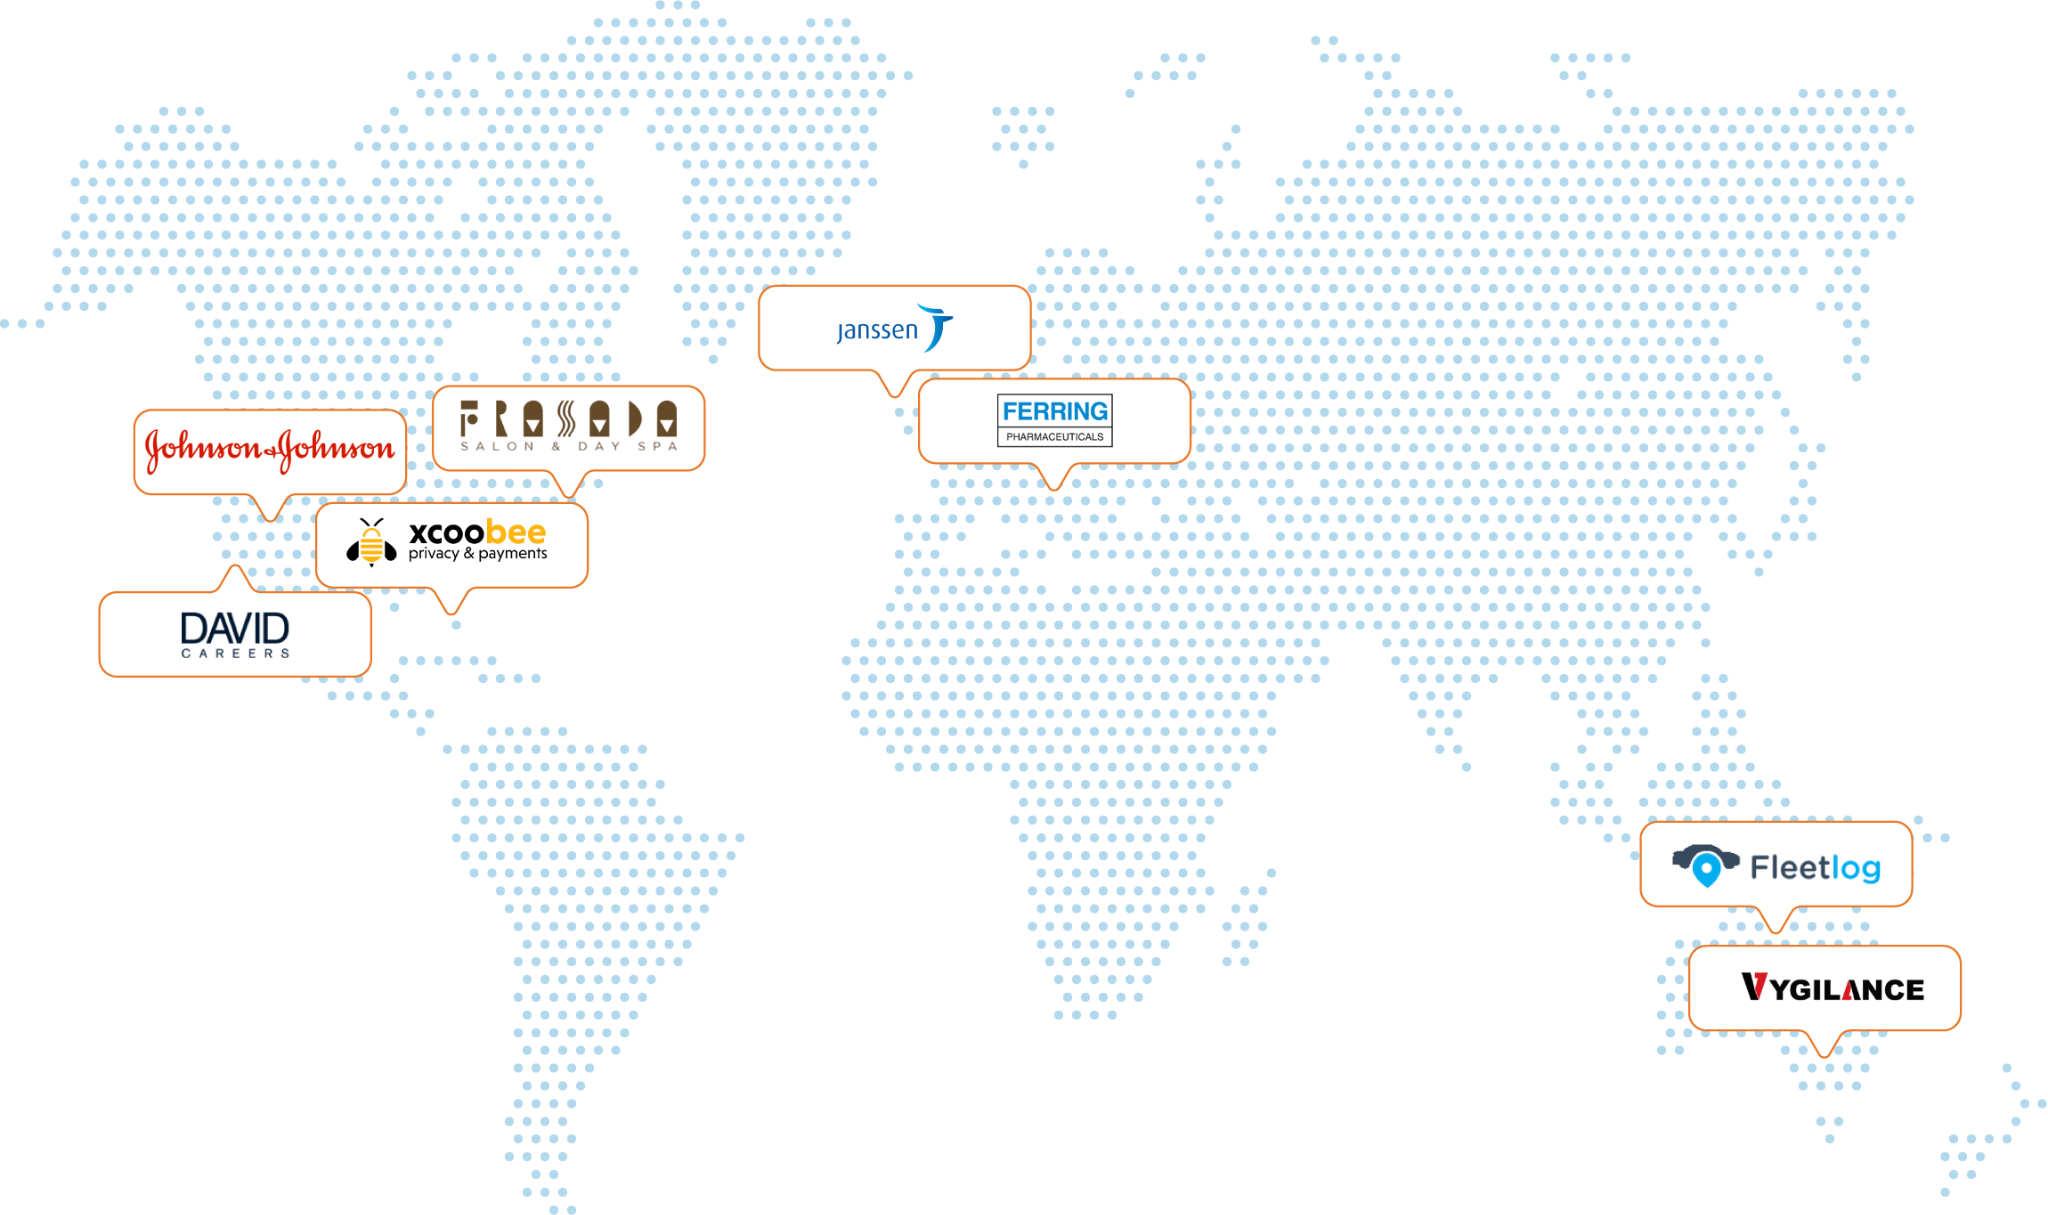 Janssen
FERRING
PHARMACEUTICALS
FRASADA
SALON & DAY SPA
Johnson & Johnson
xcoobee
privacy & payments
DAVID
CAREERS
Fleetlog
VYGILANCE